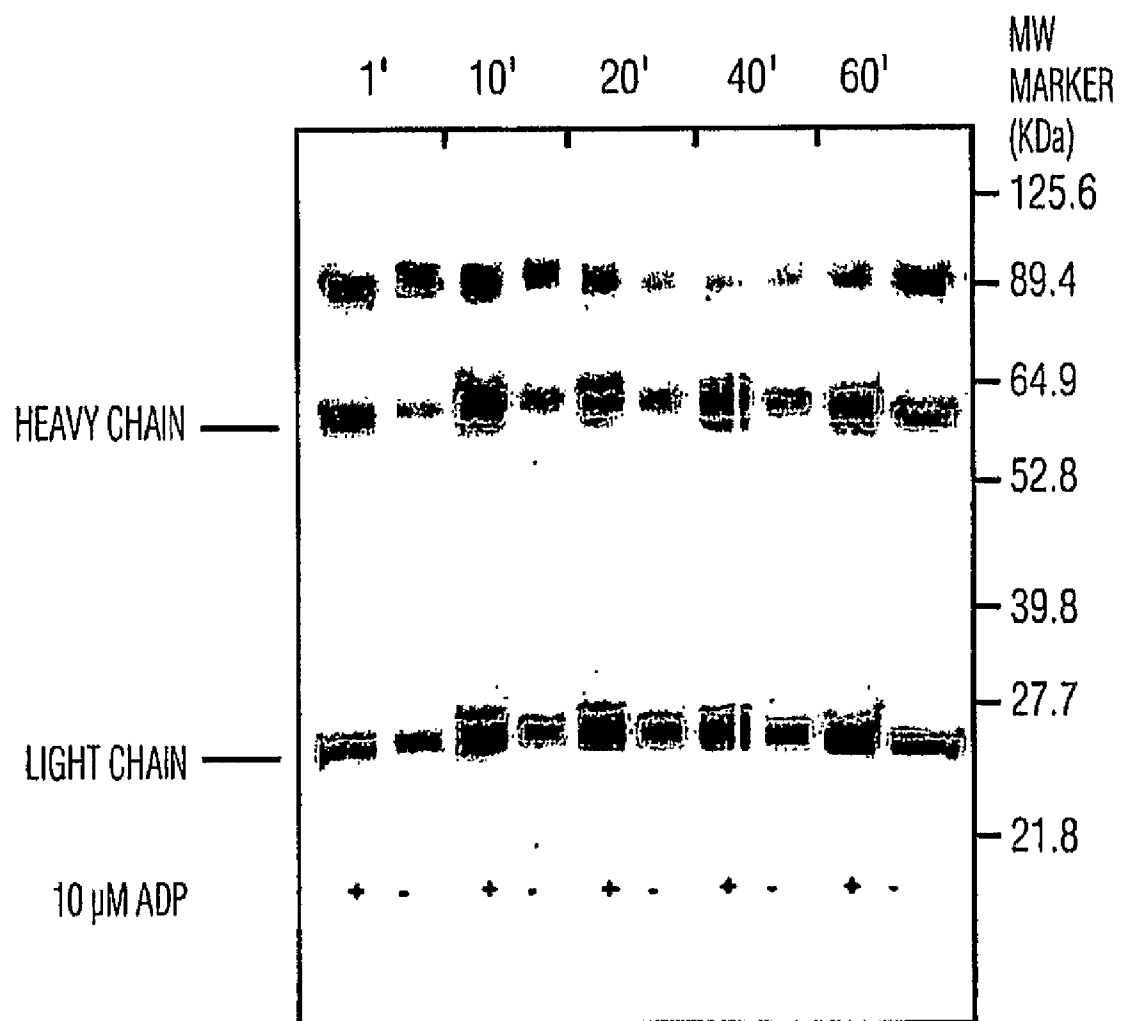 MW
MARKER
(KDa)
1' 10' 20' 40' 60'
125.6
89.4
64.9
HEAVY CHAIN
52.8
39.8
27.7
LIGHT CHAIN
21.8
10 µM ADP + - + - + - + - + -